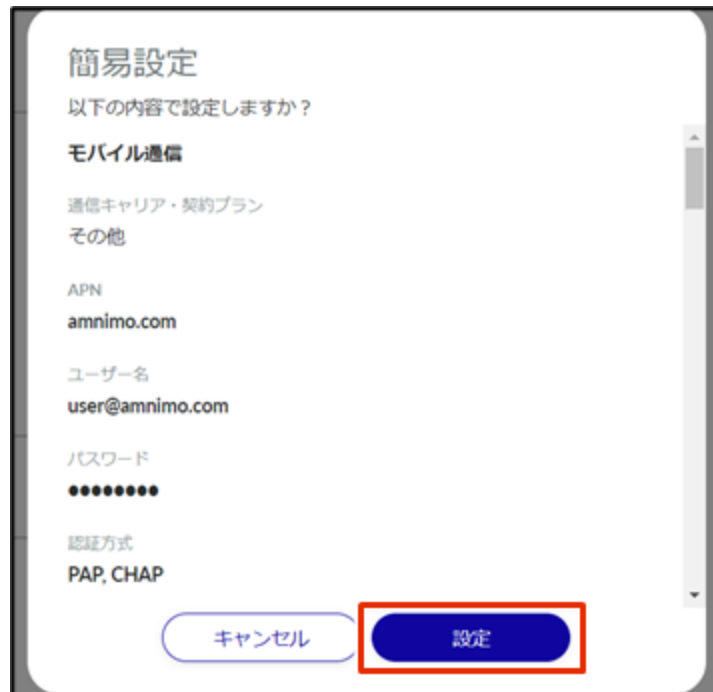 簡易設定
以下の内容で設定しますか？
モバイル通信
通信キャリア・契約プラン
その他
APN
amnimo.com
ユーザー名
user@amnimo.com
パスワード
●●●●●●●●
認証方式
PAP, CHAP
キャンセル 設定